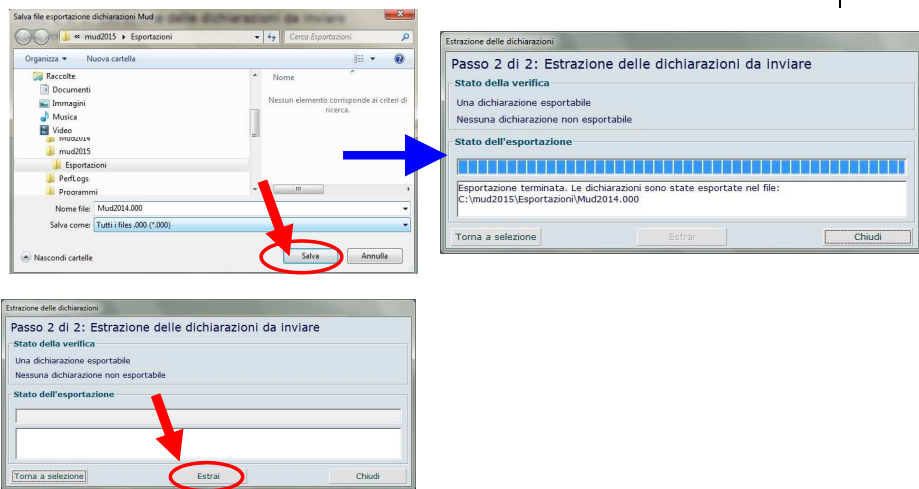 Salva file esportazione dichiarazioni Mud
« mud2015 ▸ Esportazioni
Cerca Esportazioni
Organizza
Nuova cartella
Raccolte
Documenti
Immagini
Musica
Video
mud2014
mud2015
Esportazioni
PerfLogs
Programmi
Nome
Nessun elemento corrisponde ai criteri di
ricerca.
Nome file: Mud2014.000
Salva come: Tutti i files .000 (*.000)
Nascondi cartelle
Salva
Annulla
Estrazione delle dichiarazioni
Passo 2 di 2: Estrazione delle dichiarazioni da inviare
Stato della verifica
Una dichiarazione esportabile
Nessuna dichiarazione non esportabile
Stato dell'esportazione
Esportazione terminata. Le dichiarazioni sono state esportate nel file:
C:\mud2015\Esportazioni\Mud2014.000
Torna a selezione
Estrai
Chiudi
Estrazione delle dichiarazioni
Passo 2 di 2: Estrazione delle dichiarazioni da inviare
Stato della verifica
Una dichiarazione esportabile
Nessuna dichiarazione non esportabile
Stato dell'esportazione
Torna a selezione
Estrai
Chiudi